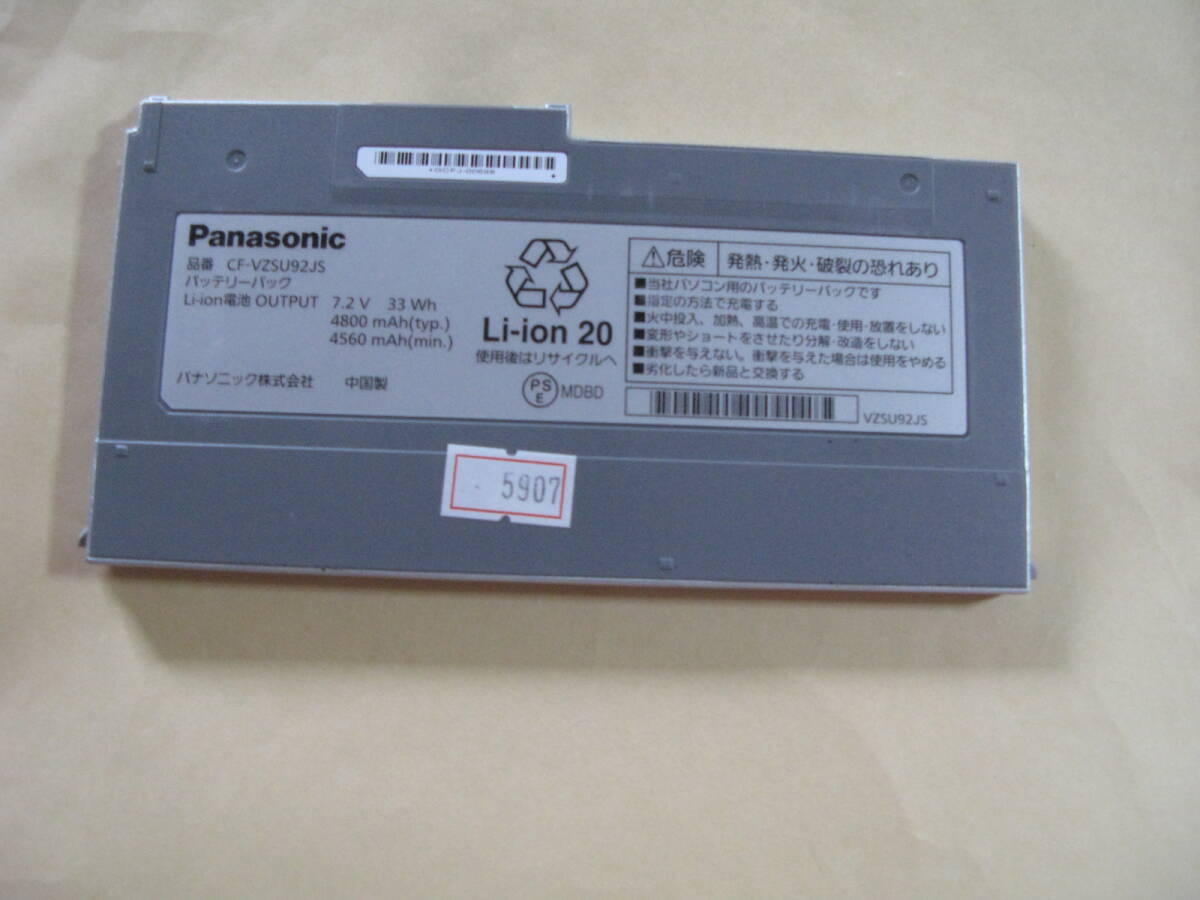 Panasonic
品番 CF-VZSU92JS
バッテリーパック
Li-ion電池 OUTPUT 7.2 V 33 Wh
4800 mAh(typ.)
4560 mAh(min.)
パナソニック株式会社 中国製
Li-ion 20
使用後はリサイクルへ
PS
E
MDBD
危険 発熱・発火・破裂の恐れあり
■当社パソコン用のバッテリーパックです
■指定の方法で充電する
■火中投入、加熱、高温での充電・使用・放置をしない
■変形やショートをさせたり分解・改造をしない
■衝撃を与えない。衝撃を与えた場合は使用をやめる
■劣化したら新品と交換する
VZSU92JS
5907